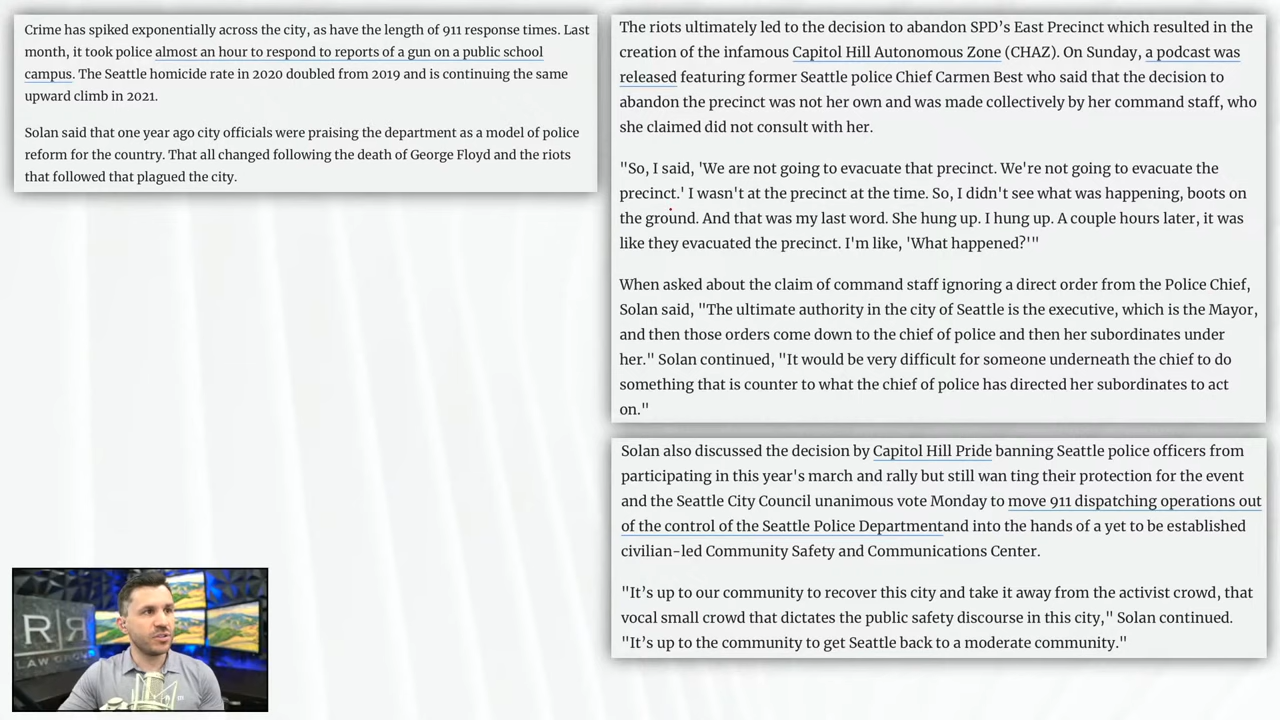 Crime has spiked exponentially across the city, as have the length of 911 response times. Last
month, it took police almost an hour to respond to reports of a gun on a public school
campus. The Seattle homicide rate in 2020 doubled from 2019 and is continuing the same
upward climb in 2021.
Solan said that one year ago city officials were praising the department as a model of police
reform for the country. That all changed following the death of George Floyd and the riots
that followed that plagued the city.
The riots ultimately led to the decision to abandon SPD’s East Precinct which resulted in the
creation of the infamous Capitol Hill Autonomous Zone (CHAZ). On Sunday, a podcast was
released featuring former Seattle police Chief Carmen Best who said that the decision to
abandon the precinct was not her own and was made collectively by her command staff, who
she claimed did not consult with her.
"So, I said, 'We are not going to evacuate that precinct. We're not going to evacuate the
precinct.' I wasn't at the precinct at the time. So, I didn't see what was happening, boots on
the ground. And that was my last word. She hung up. I hung up. A couple hours later, it was
like they evacuated the precinct. I'm like, 'What happened?'"
When asked about the claim of command staff ignoring a direct order from the Police Chief,
Solan said, "The ultimate authority in the city of Seattle is the executive, which is the Mayor,
and then those orders come down to the chief of police and then her subordinates under
her." Solan continued, "It would be very difficult for someone underneath the chief to do
something that is counter to what the chief of police has directed her subordinates to act
on."
Solan also discussed the decision by Capitol Hill Pride banning Seattle police officers from
participating in this year's march and rally but still wan ting their protection for the event
and the Seattle City Council unanimous vote Monday to move 911 dispatching operations out
of the control of the Seattle Police Departmentand into the hands of a yet to be established
civilian-led Community Safety and Communications Center.
"It’s up to our community to recover this city and take it away from the activist crowd, that
vocal small crowd that dictates the public safety discourse in this city," Solan continued.
"It’s up to the community to get Seattle back to a moderate community."
R R
LAW GROUP